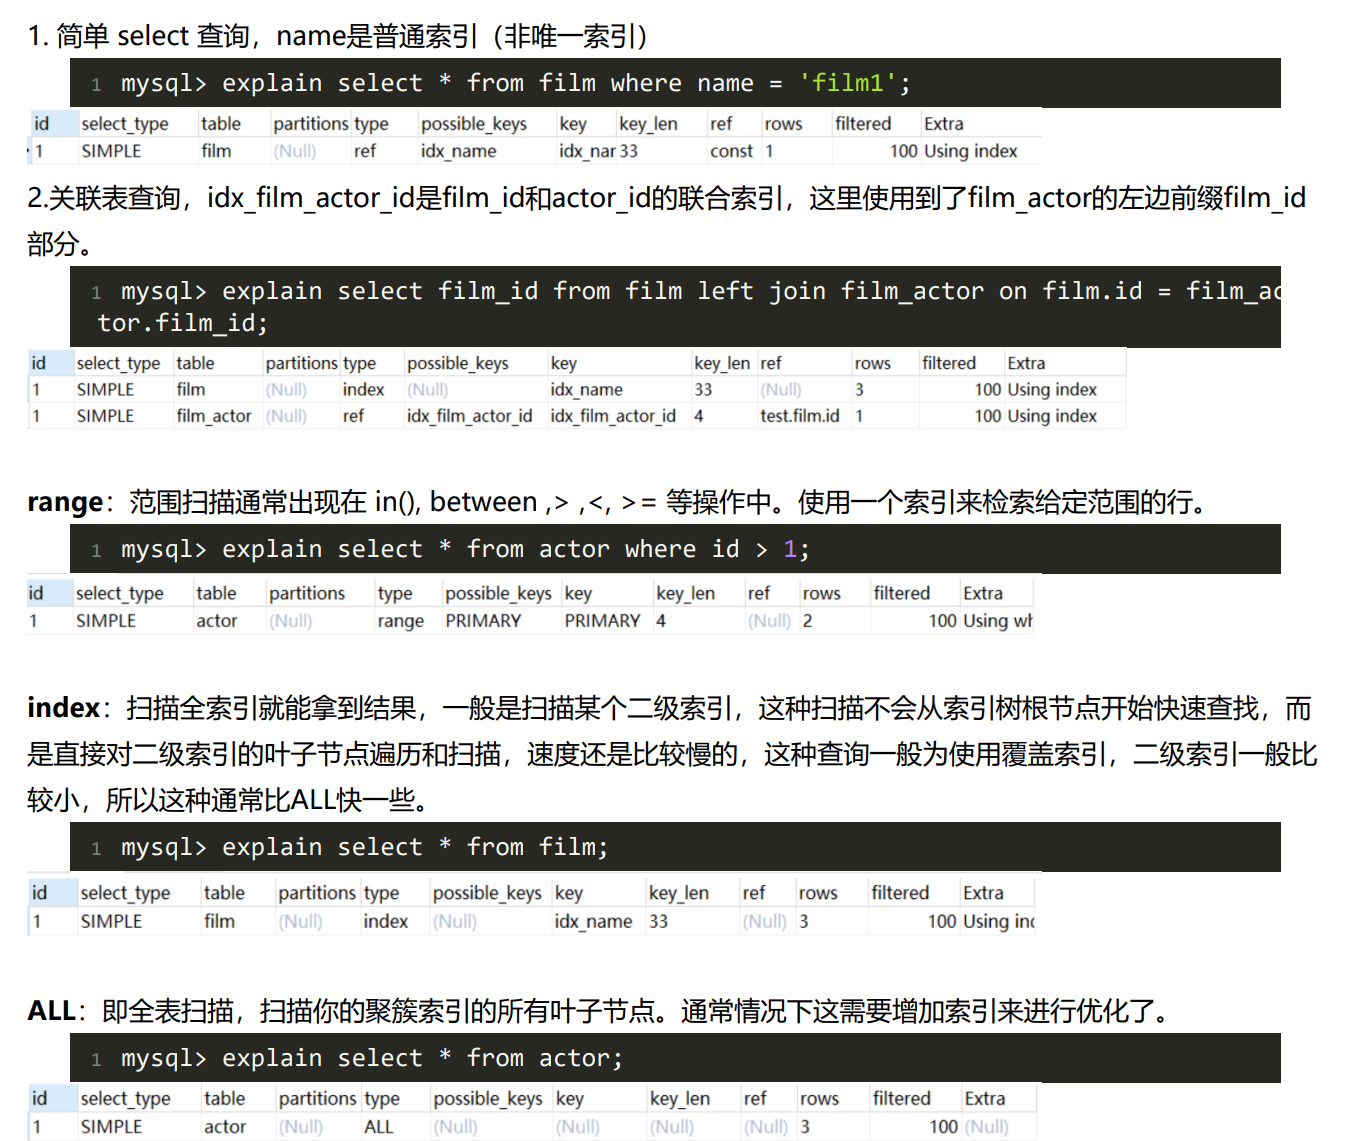 1. 简单 select 查询，name是普通索引（非唯一索引）
1 mysql> explain select * from film where name = 'film1';
id select_type table partitions type possible_keys key key_len ref rows filtered Extra
1 SIMPLE film (Null) ref idx_name idx_nar 33 const 1 100 Using index
2.关联表查询，idx_film_actor_id是film_id和actor_id的联合索引，这里使用到了film_actor的左边前缀film_id
部分。
1 mysql> explain select film_id from film left join film_actor on film.id = film_ac
tor.film_id;
id select_type table partitions type possible_keys key key_len ref rows filtered Extra
1 SIMPLE film (Null) index (Null) idx_name 33 (Null) 3 100 Using index
1 SIMPLE film_actor (Null) ref idx_film_actor_id idx_film_actor_id 4 test.film.id 1 100 Using index
range：范围扫描通常出现在 in(), between ,> ,<, >= 等操作中。使用一个索引来检索给定范围的行。
1 mysql> explain select * from actor where id > 1;
id select_type table partitions type possible_keys key key_len ref rows filtered Extra
1 SIMPLE actor (Null) range PRIMARY PRIMARY 4 (Null) 2 100 Using wh
index：扫描全索引就能拿到结果，一般是扫描某个二级索引，这种扫描不会从索引树根节点开始快速查找，而
是直接对二级索引的叶子节点遍历和扫描，速度还是比较慢的，这种查询一般为使用覆盖索引，二级索引一般比
较小，所以这种通常比ALL快一些。
1 mysql> explain select * from film;
id select_type table partitions type possible_keys key key_len ref rows filtered Extra
1 SIMPLE film (Null) index (Null) idx_name 33 (Null) 3 100 Using inc
ALL：即全表扫描，扫描你的聚簇索引的所有叶子节点。通常情况下这需要增加索引来进行优化了。
1 mysql> explain select * from actor;
id select_type table partitions type possible_keys key key_len ref rows filtered Extra
1 SIMPLE actor (Null) ALL (Null) (Null) (Null) (Null) 3 100 (Null)